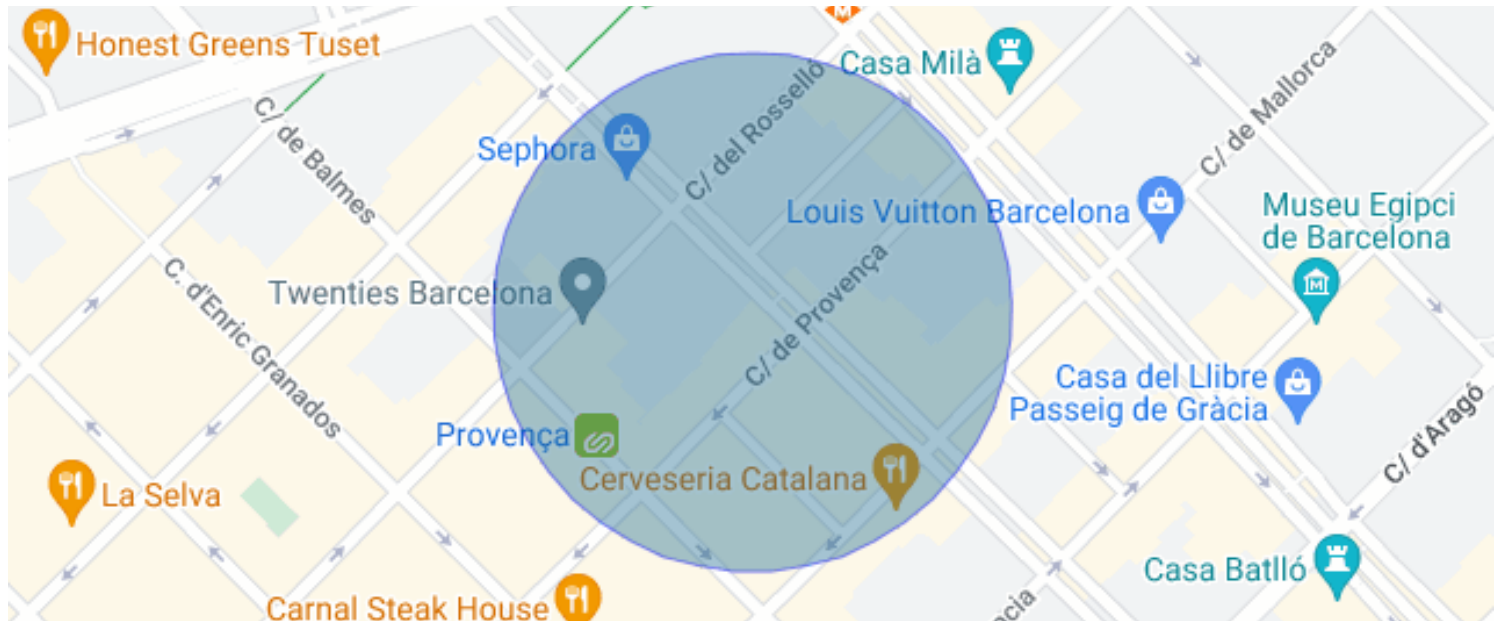 Honest Greens Tuset
Casa Milà
C/ de Mallorca
C/ de Balmes
Sephora
C/ del Rosselló
Louis Vuitton Barcelona
Museu Egipci
de Barcelona
C. d'Enric Granados
Twenties Barcelona
C/ de Provença
Casa del Llibre
Passeig de Gràcia
C/ d'Aragó
Provença
Cerveseria Catalana
La Selva
Casa Batlló
Carnal Steak House
M
M